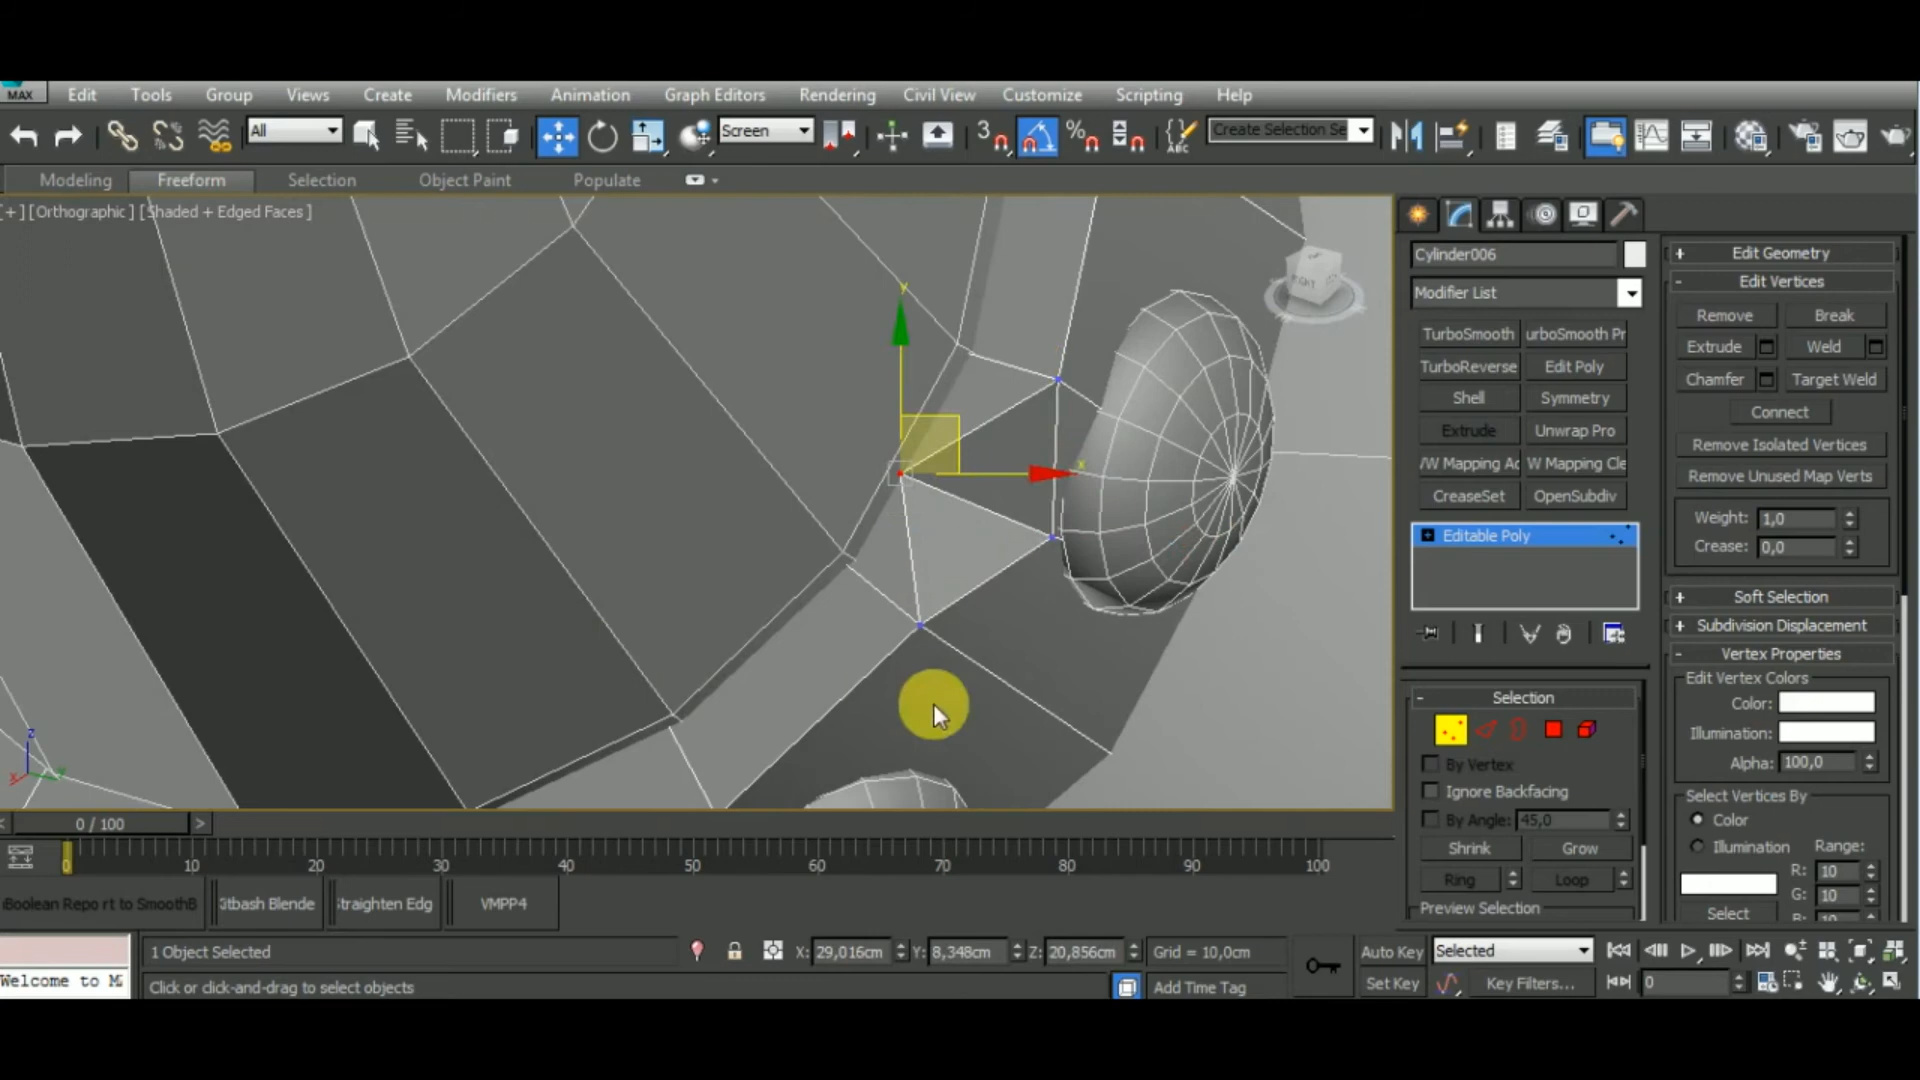 MAX Edit Tools Group Views Create Modifiers Animation Graph Editors Rendering Civil View Customize Scripting Help
All Screen 3 % ABC Create Selection Se
Modeling Freeform Selection Object Paint Populate
[+] [Orthographic] [Shaded + Edged Faces]
y
x
RIGHT
z
x
y
Cylinder006
Modifier List
TurboSmooth urboSmooth Pr
TurboReverse Edit Poly
Shell Symmetry
Extrude Unwrap Pro
/W Mapping Ac W Mapping Cle
CreaseSet OpenSubdiv
+ Editable Poly
- Selection
By Vertex
Ignore Backfacing
By Angle: 45,0
Shrink Grow
Ring Loop
Preview Selection
+ Edit Geometry
- Edit Vertices
Remove Break
Extrude Weld
Chamfer Target Weld
Connect
Remove Isolated Vertices
Remove Unused Map Verts
Weight: 1,0
Crease: 0,0
+ Soft Selection
+ Subdivision Displacement
- Vertex Properties
Edit Vertex Colors
Color:
Illumination:
Alpha: 100,0
Select Vertices By
Color
Illumination Range:
R: 10
G: 10
Select B: 10
< 0 / 100 >
0 10 20 30 40 50 60 70 80 90 100
Boolean Repo rt to SmoothB tbash Blende traighten Edg VMPP4
1 Object Selected X: 29,016cm Y: 8,348cm Z: 20,856cm Grid = 10,0cm Auto Key Selected
Welcome to M Click or click-and-drag to select objects Add Time Tag Set Key Key Filters... 0